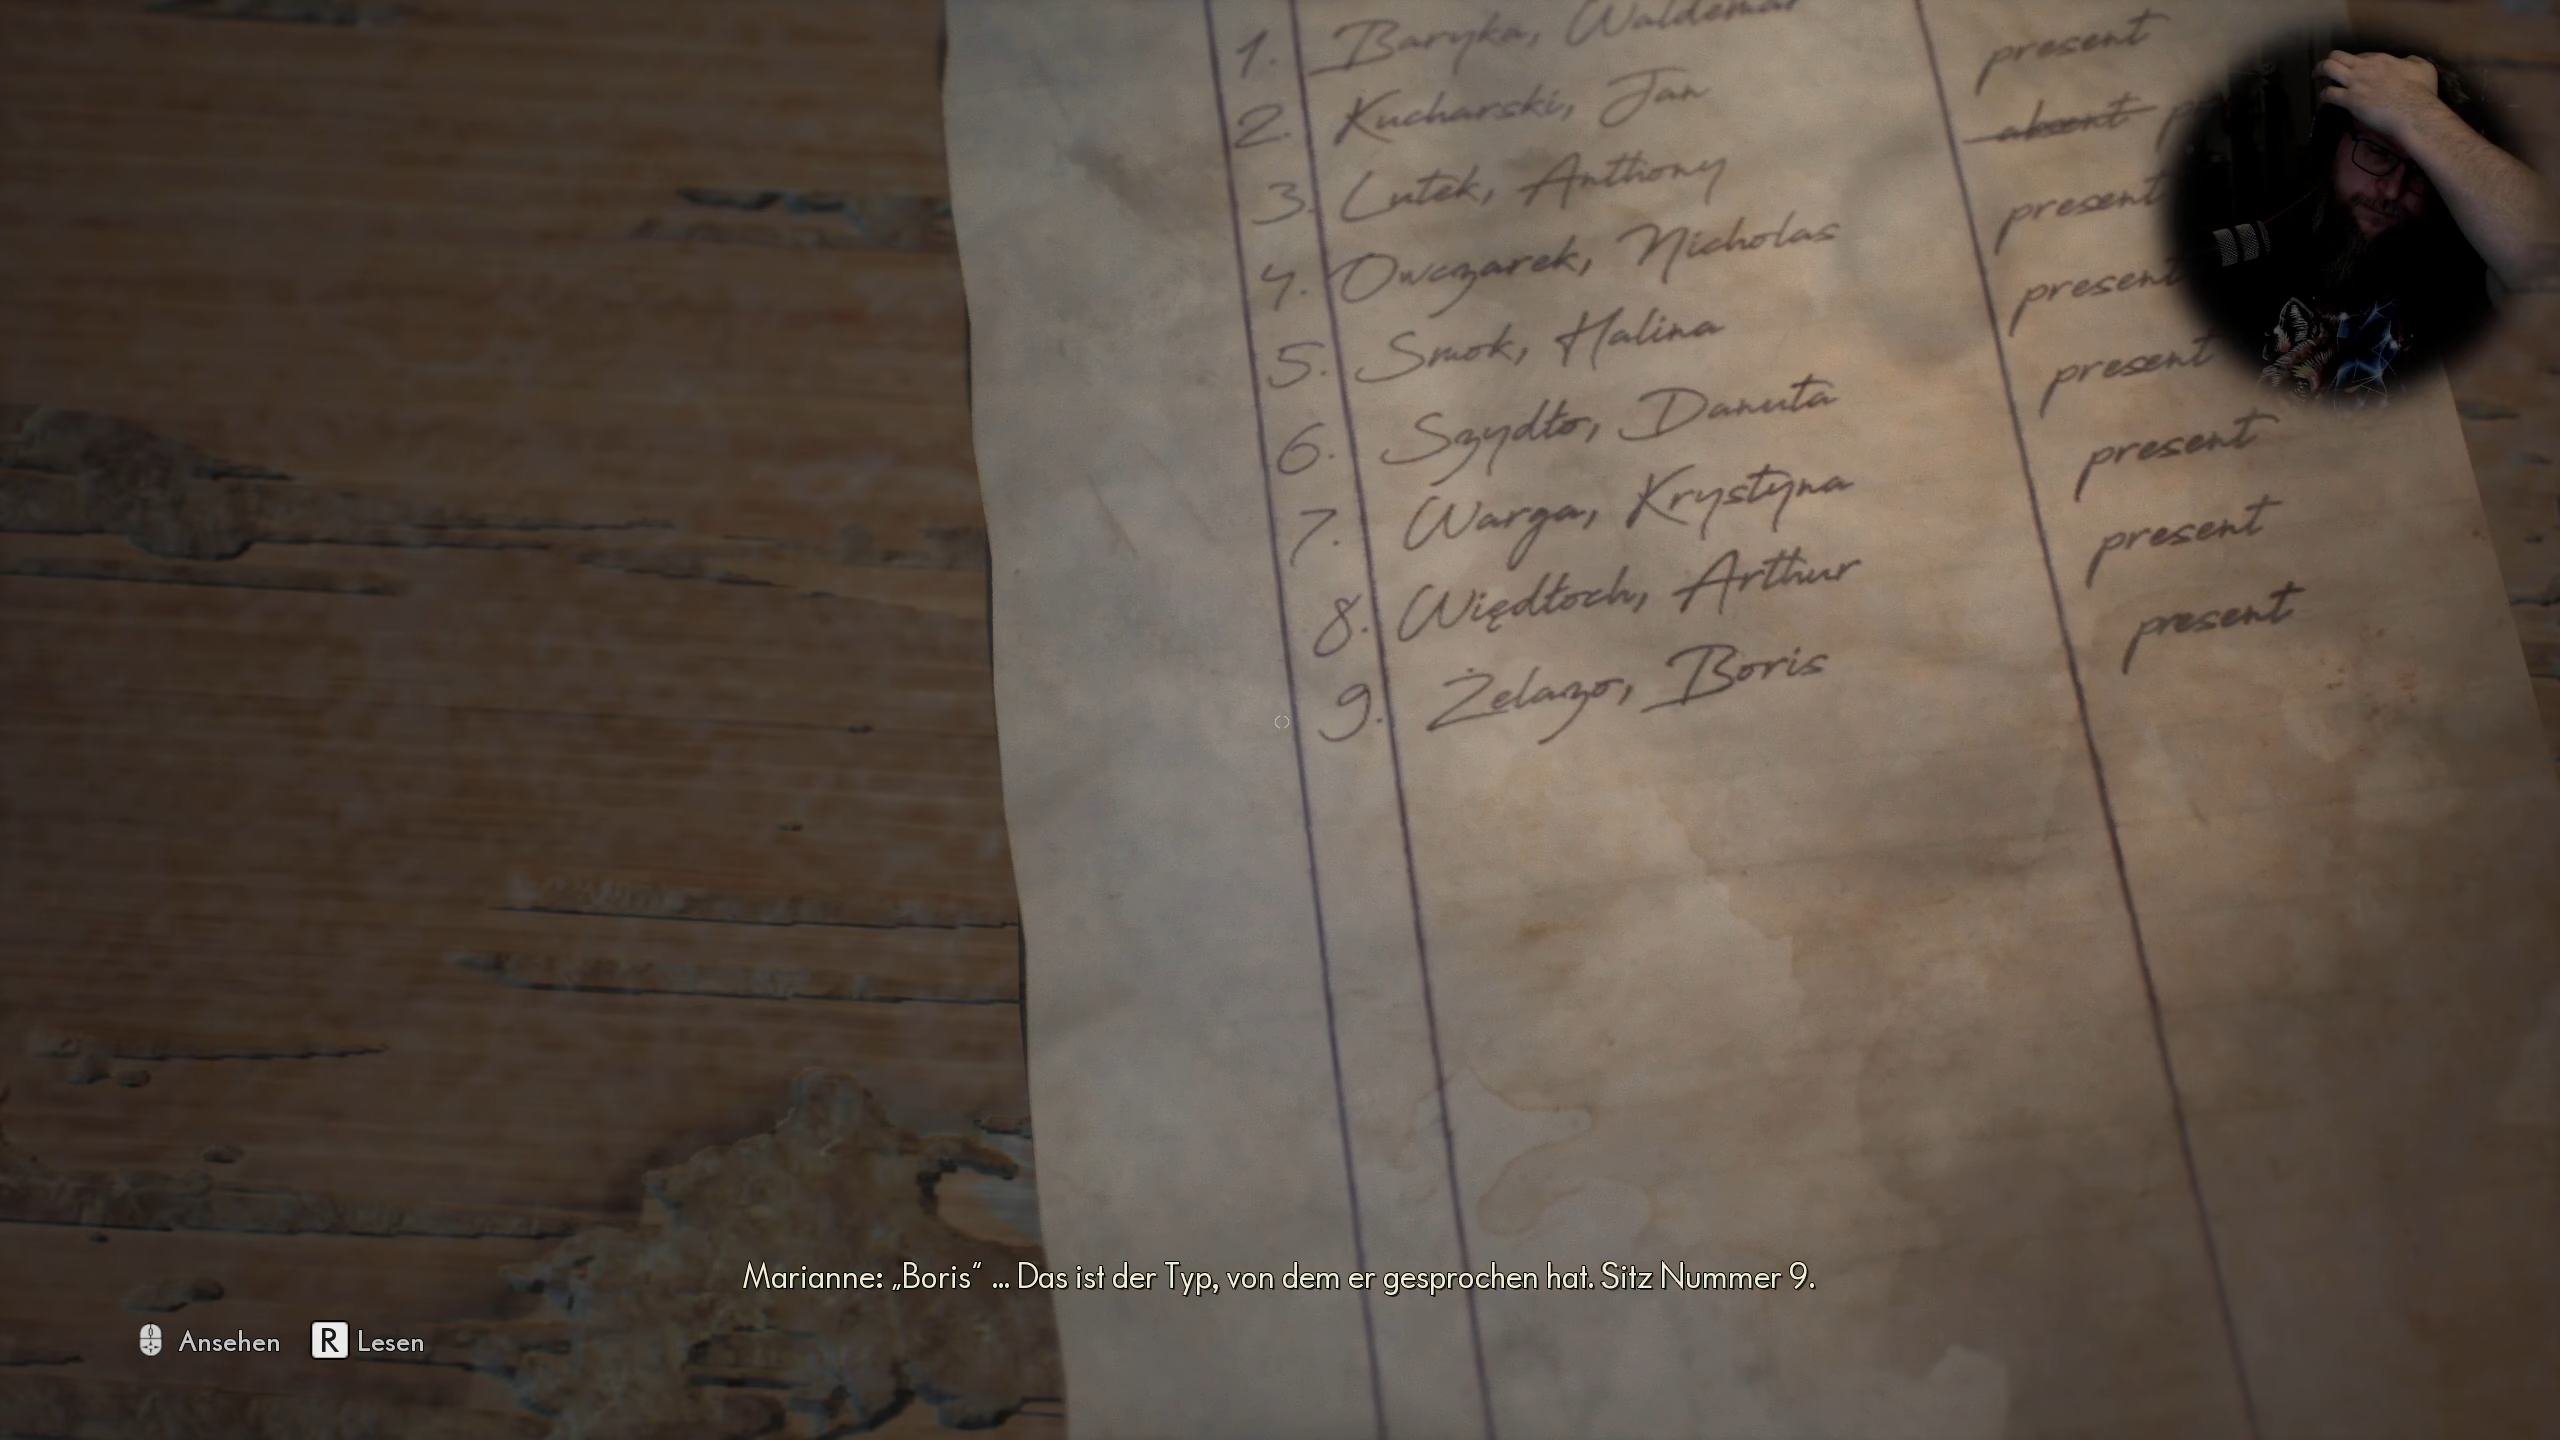 1. Baryka, Waldemar present
2. Kucharski, Jan absent
3. Lutek, Anthony present
4. Owczarek, Nicholas present
5. Smok, Halina present
6. Szydło, Danuta present
7. Warga, Krystyna present
8. Więdłoch, Arthur present
9. Żelazo, Boris
Marianne: „Boris“ ... Das ist der Typ, von dem er gesprochen hat. Sitz Nummer 9.
Ansehen R Lesen